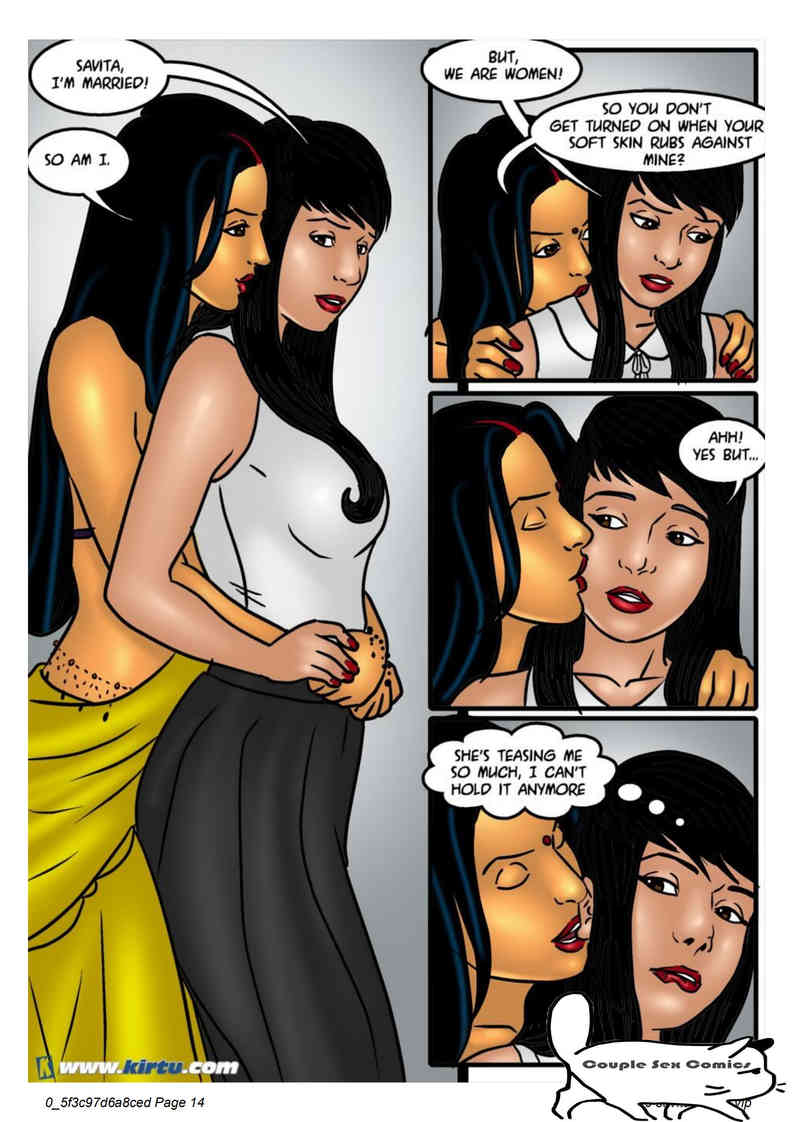 SAVITA,
I'M MARRIED!
SO AM I.
BUT,
WE ARE WOMEN!
SO YOU DON'T
GET TURNED ON WHEN YOUR
SOFT SKIN RUBS AGAINST
MINE?
AHH!
YES BUT...
SHE'S TEASING ME
SO MUCH, I CAN'T
HOLD IT ANYMORE
K www.kirtu.com
Couple Sex Comics
0_5f3c97d6a8ced Page 14